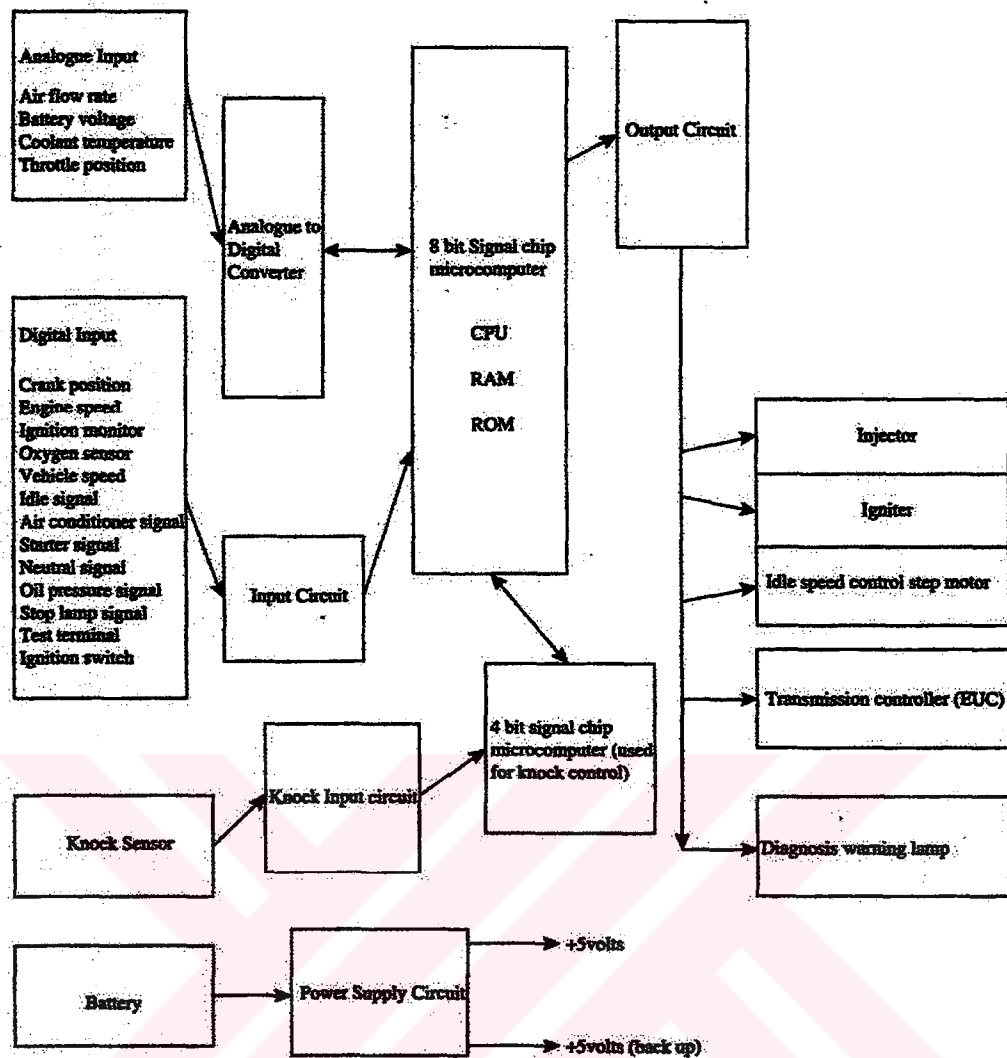 Analogue Input
Air flow rate
Battery voltage
Coolant temperature
Throttle position
Analogue to
Digital
Converter
8 bit Signal chip
microcomputer
CPU
RAM
ROM
Output Circuit
Digital Input
Crank position
Engine speed
Ignition monitor
Oxygen sensor
Vehicle speed
Idle signal
Air conditioner signal
Starter signal
Neutral signal
Oil pressure signal
Stop lamp signal
Test terminal
Ignition switch
Input Circuit
Injector
Igniter
Idle speed control step motor
Transmission controller (EUC)
Diagnosis warning lamp
4 bit signal chip
microcomputer (used
for knock control)
Knock Input circuit
Knock Sensor
Battery
Power Supply Circuit
+5volts
+5volts (back up)